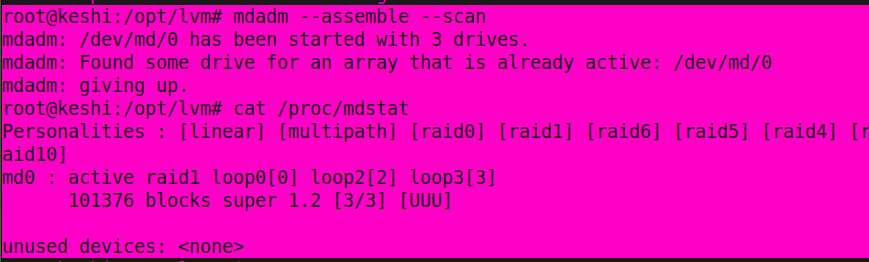 root@keshi:/opt/lvm# mdadm --assemble --scan
mdadm: /dev/md/0 has been started with 3 drives.
mdadm: Found some drive for an array that is already active: /dev/md/0
mdadm: giving up.
root@keshi:/opt/lvm# cat /proc/mdstat
Personalities : [linear] [multipath] [raid0] [raid1] [raid6] [raid5] [raid4] [r
aid10]
md0 : active raid1 loop0[0] loop2[2] loop3[3]
      101376 blocks super 1.2 [3/3] [UUU]

unused devices: <none>